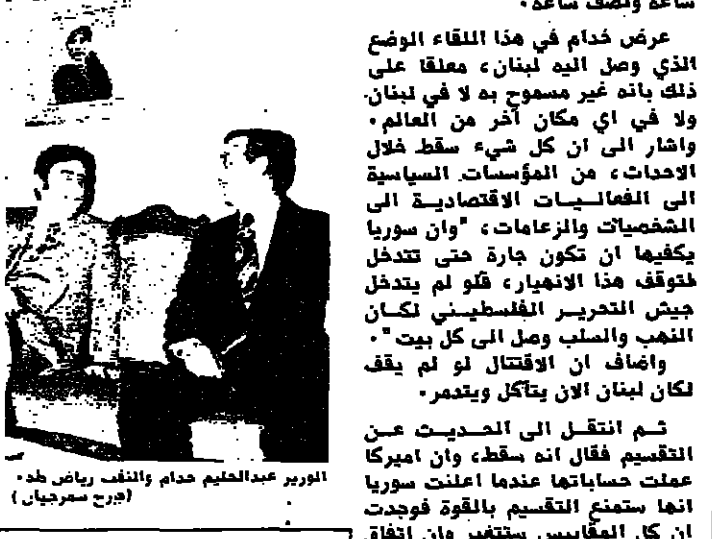 ساعة ونصف ساعة •
عرض خدام في هذا اللقاء الوضع
الذي وصل اليه لبنان، معلقا على
ذلك بانه غير مسموح به لا في لبنان
ولا في اي مكان آخر من العالم •
واشار الى ان كل شيء سقط خلال
الاحداث، من المؤسسات السياسية
الى الفعاليات الاقتصادية الى
الشخصيات والزعامات، "وان سوريا
يكفيها ان تكون جارة حتى تتدخل
لتوقف هذا الانهيار، فلو لم يتدخل
جيش التحرير الفلسطيني لكان
النهب والسلب وصل الى كل بيت" •
واضاف ان الاقتتال لو لم يقف
لكان لبنان الان يتآكل ويتدمر •
ثم انتقل الى الحديث عن
التقسيم فقال انه سقط، وان اميركا
عملت حساباتها عندما اعلنت سوريا
انها ستمنع التقسيم بالقوة فوجدت
ان كل المقاييس ستتغير وان اتفاق
الوزير عبدالحليم خدام والنقيب رياض طه •
(جرج سمرجيان)